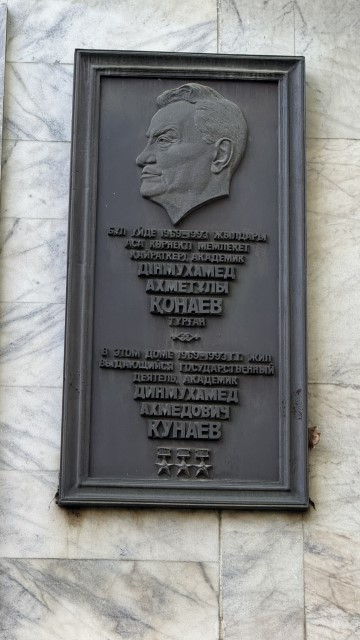 БҰЛ ҮЙДЕ 1969-1993 ЖЫЛДАРЫ
АСА КӨРНЕКТІ МЕМЛЕКЕТ
ҚАЙРАТКЕРІ, АКАДЕМИК
ДІНМУХАМЕД
АХМЕТҰЛЫ
ҚОНАЕВ
ТҰРҒАН
В ЭТОМ ДОМЕ 1969-1993 Г.Г. ЖИЛ
ВЫДАЮЩИЙСЯ ГОСУДАРСТВЕННЫЙ
ДЕЯТЕЛЬ, АКАДЕМИК
ДИНМУХАМЕД
АХМЕДОВИЧ
КУНАЕВ